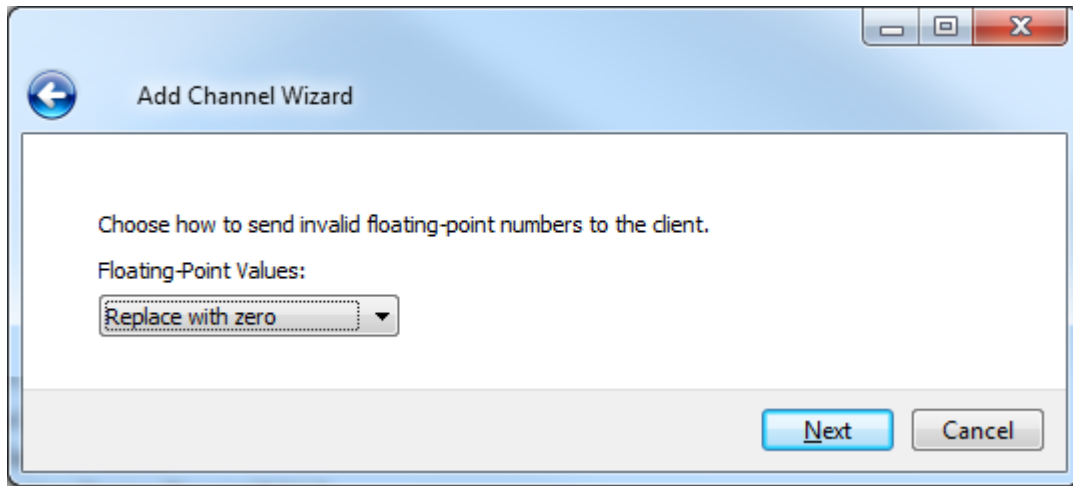 Add Channel Wizard
Choose how to send invalid floating-point numbers to the client.
Floating-Point Values:
Replace with zero
Next
Cancel